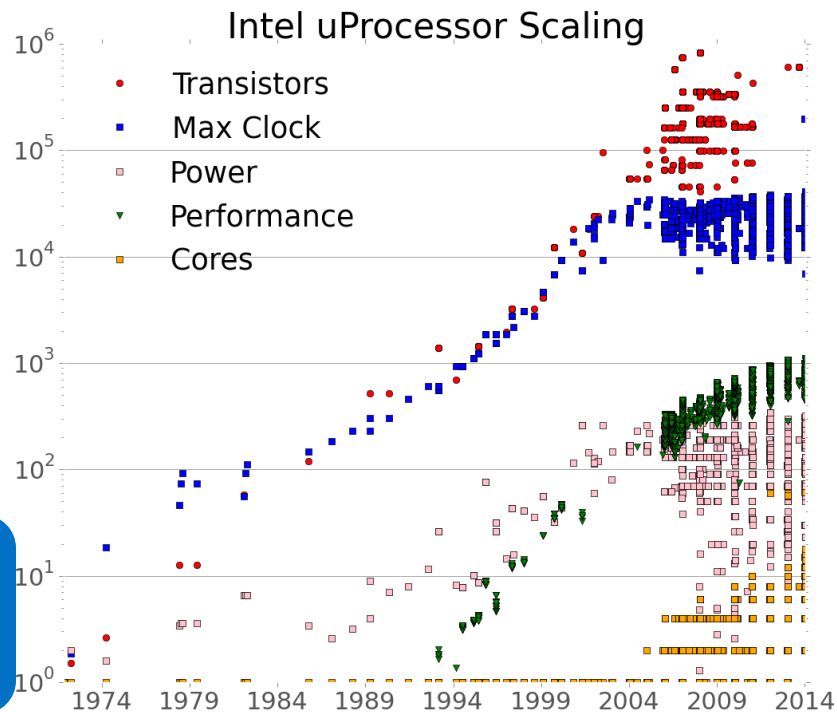 Intel uProcessor Scaling
Transistors
Max Clock
Power
Performance
Cores
10^6
10^5
10^4
10^3
10^2
10^1
10^0
1974 1979 1984 1989 1994 1999 2004 2009 2014